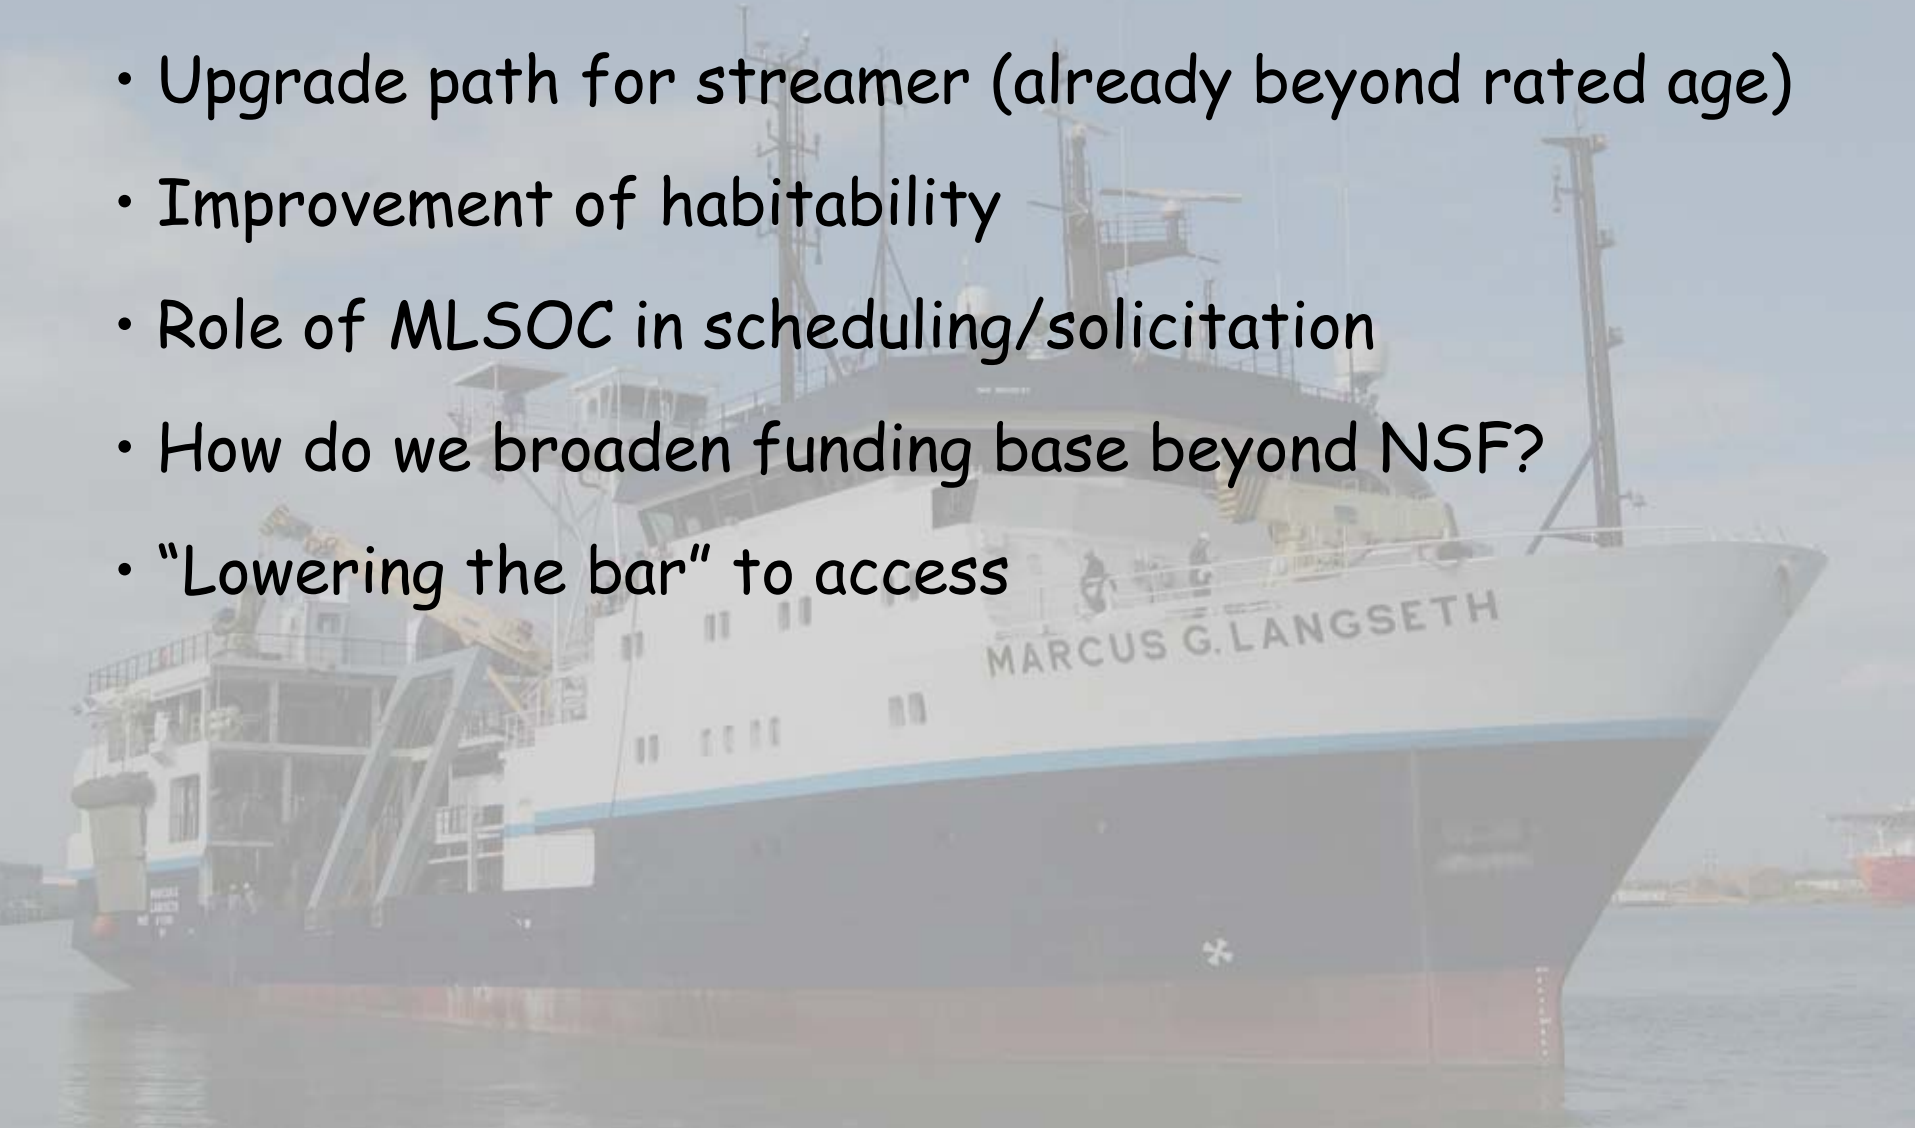 • Upgrade path for streamer (already beyond rated age)
• Improvement of habitability
• Role of MLSOC in scheduling/solicitation
• How do we broaden funding base beyond NSF?
• “Lowering the bar” to access
MARCUS G. LANGSETH